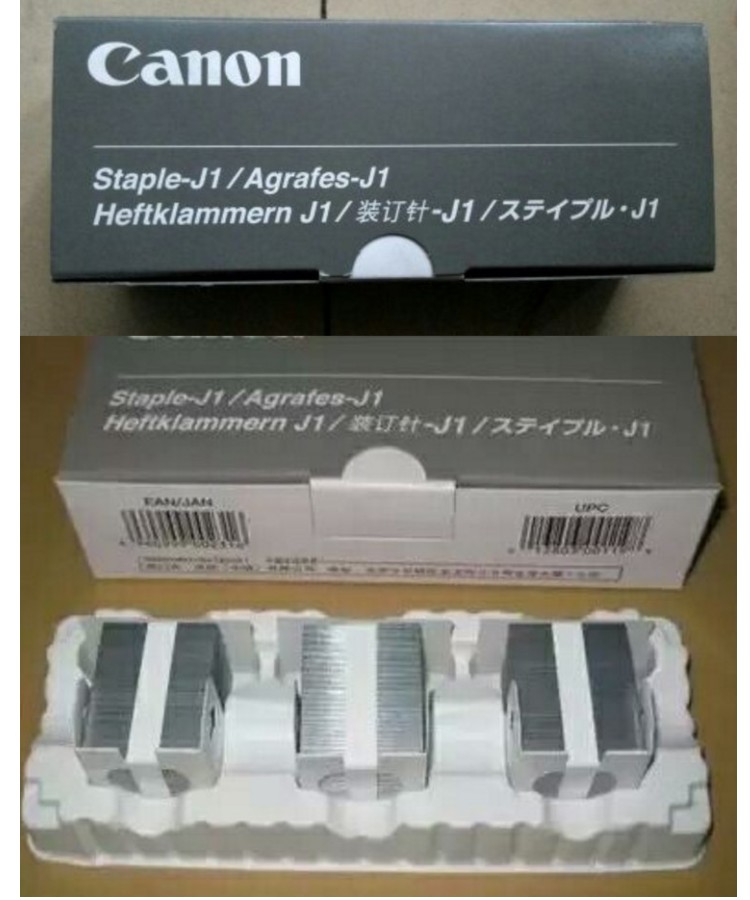 Canon
Staple-J1/Agrafes-J1
Heftklammern J1/装订针-J1/ステイプル・J1
Staple-J1/Agrafes-J1
Heftklammern J1/装订针-J1/ステイプル・J1
EAN/JAN
UPC